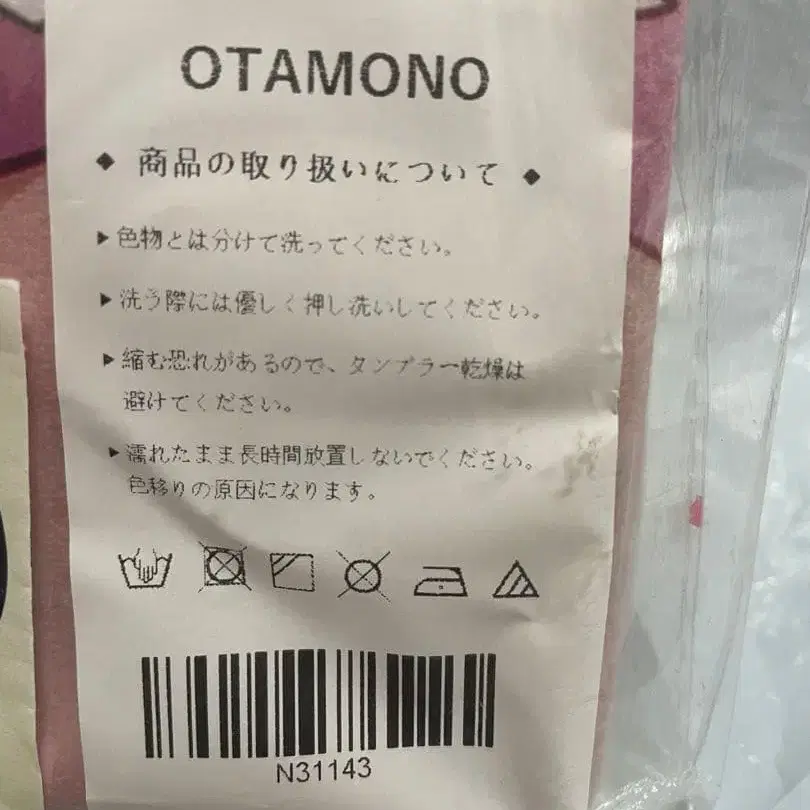 OTAMONO
◆ 商品の取り扱いについて ◆
▶色物とは分けて洗ってください。
▶洗う際には優しく押し洗いしてください。
▶縮む恐れがあるので、タンブラー乾燥は
避けてください。
▶濡れたまま長時間放置しないでください。
色移りの原因になります。
N31143